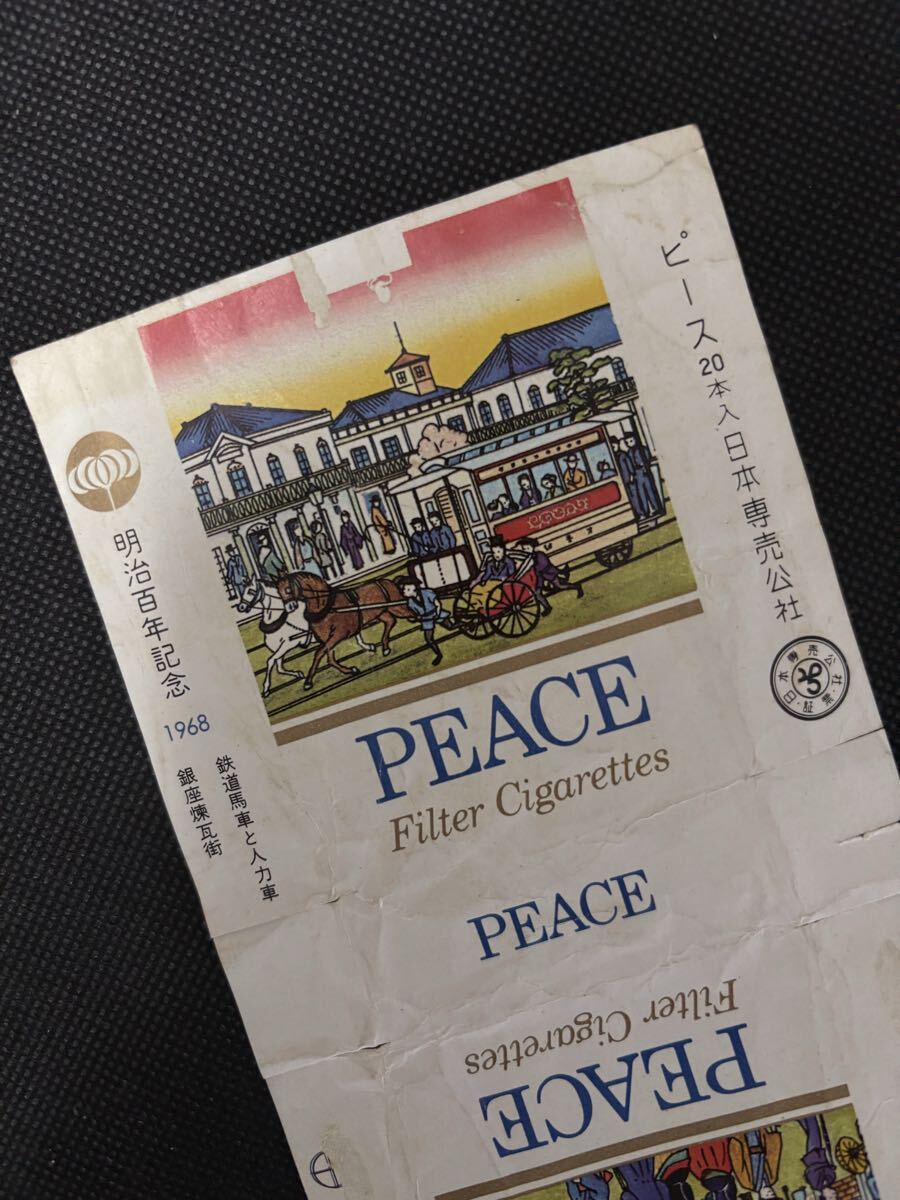 明治百年記念
1968
鉄道馬車と人力車
銀座煉瓦街
ピース 20本入 日本専売公社
PEACE
Filter Cigarettes
PEACE
Filter Cigarettes
PEACE